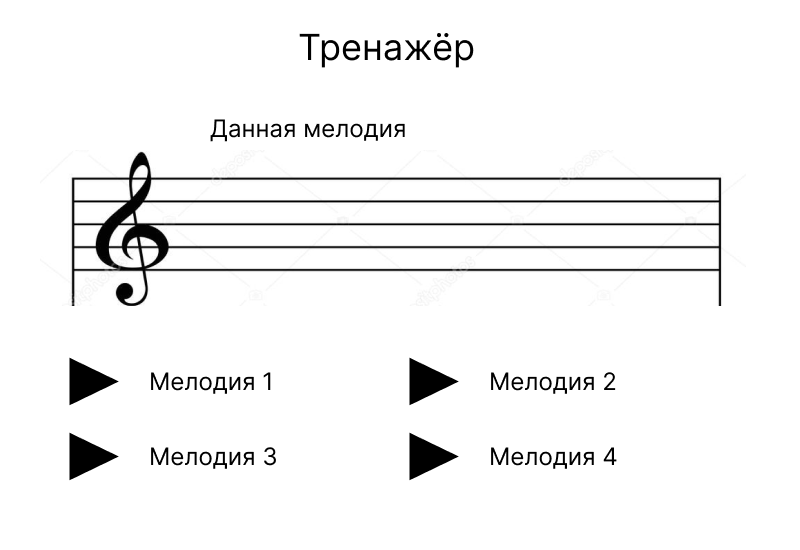 Тренажёр
Данная мелодия
Мелодия 1
Мелодия 2
Мелодия 3
Мелодия 4